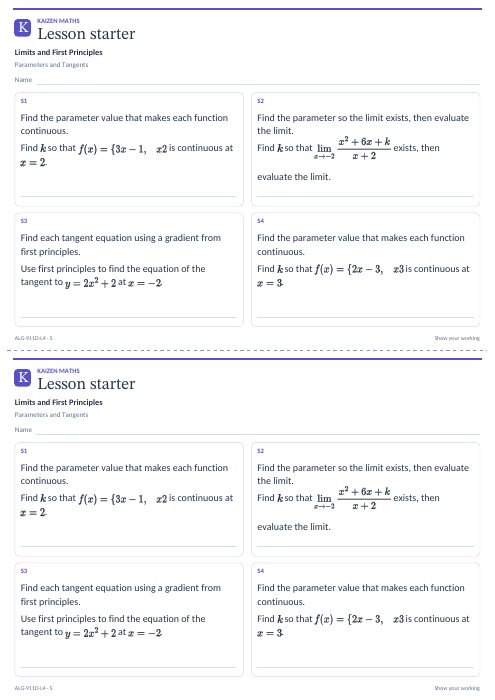 K
KAIZEN MATHS
Lesson starter
Limits and First Principles
Parameters and Tangents
Name
S1
Find the parameter value that makes each function
continuous.
Find k so that f(x) = {3x − 1, x2 is continuous at
x = 2.
S2
Find the parameter so the limit exists, then evaluate
the limit.
Find k so that lim x→−2 (x² + 6x + k)/(x + 2) exists, then
evaluate the limit.
S3
Find each tangent equation using a gradient from
first principles.
Use first principles to find the equation of the
tangent to y = 2x² + 2 at x = −2.
S4
Find the parameter value that makes each function
continuous.
Find k so that f(x) = {2x − 3, x3 is continuous at
x = 3.
ALG-911D-L4 - S
Show your working
K
KAIZEN MATHS
Lesson starter
Limits and First Principles
Parameters and Tangents
Name
S1
Find the parameter value that makes each function
continuous.
Find k so that f(x) = {3x − 1, x2 is continuous at
x = 2.
S2
Find the parameter so the limit exists, then evaluate
the limit.
Find k so that lim x→−2 (x² + 6x + k)/(x + 2) exists, then
evaluate the limit.
S3
Find each tangent equation using a gradient from
first principles.
Use first principles to find the equation of the
tangent to y = 2x² + 2 at x = −2.
S4
Find the parameter value that makes each function
continuous.
Find k so that f(x) = {2x − 3, x3 is continuous at
x = 3.
ALG-911D-L4 - S
Show your working